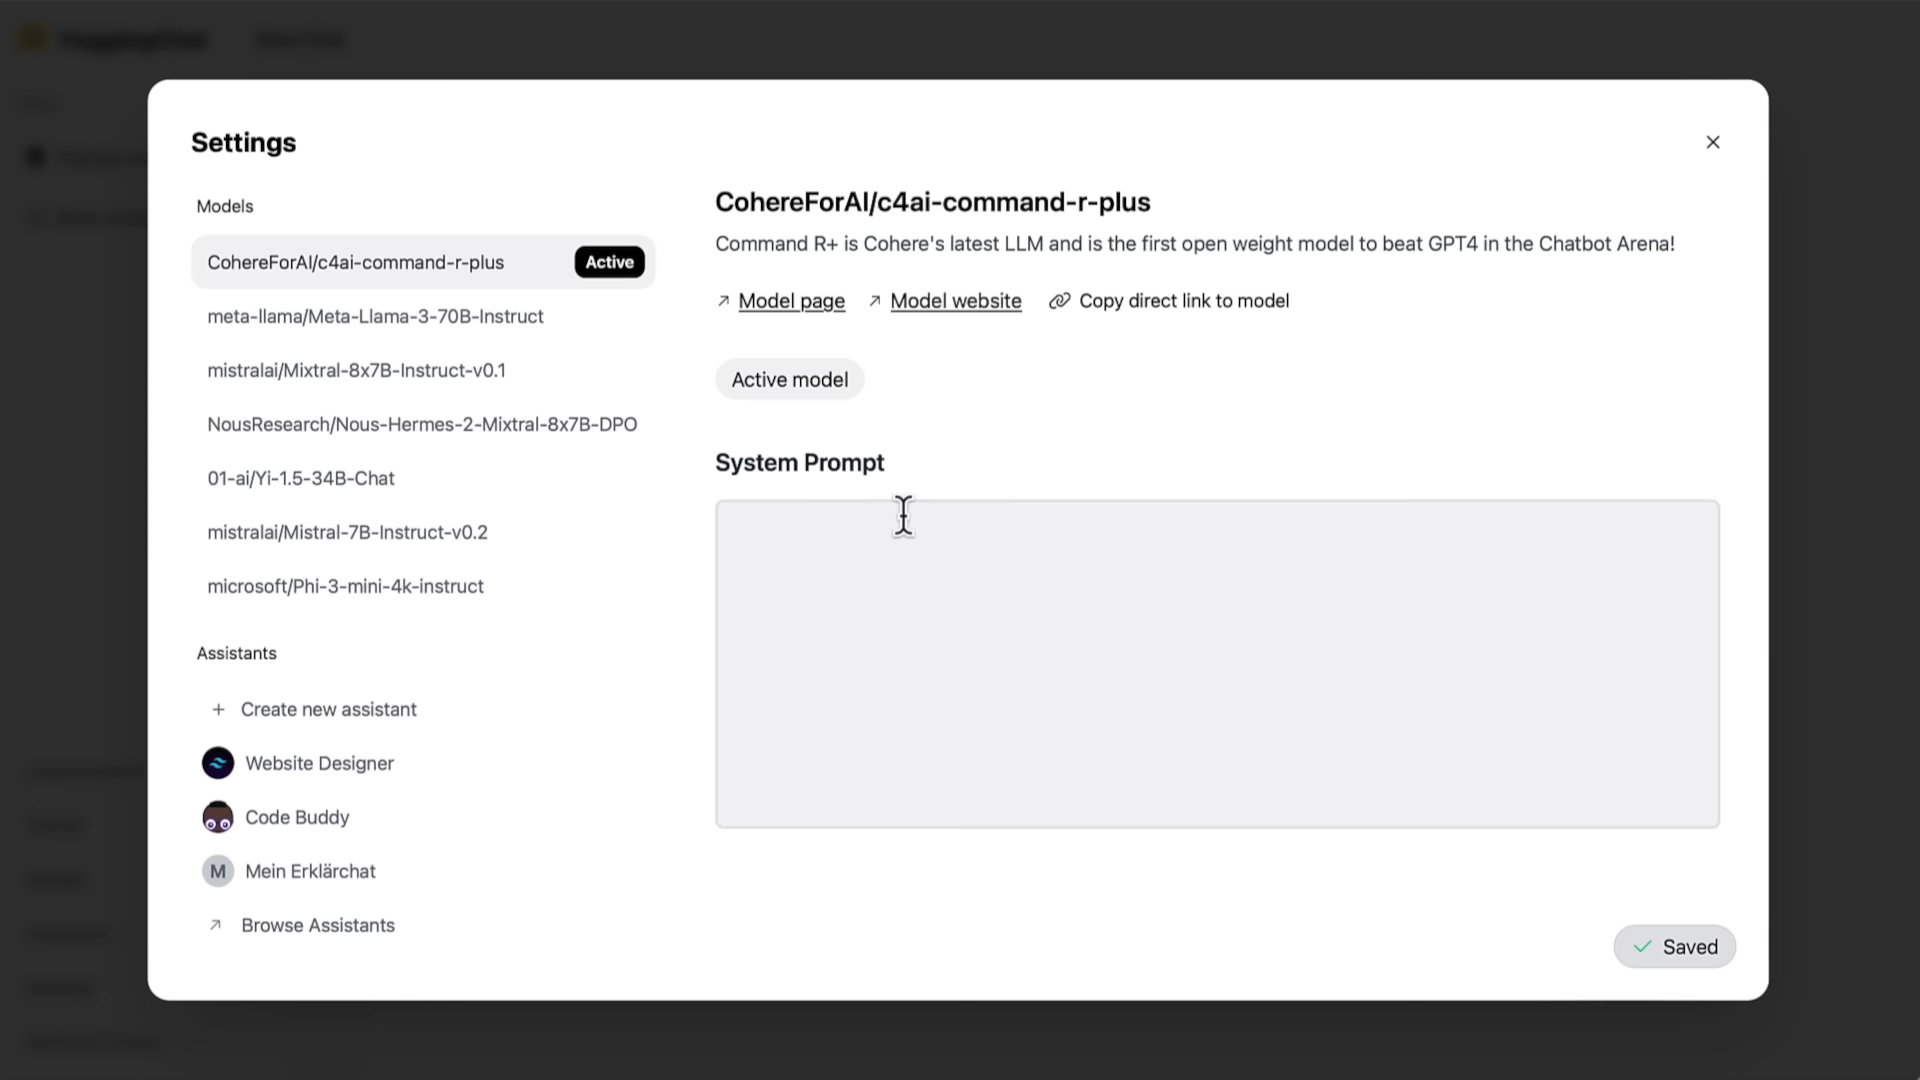 Settings
Models
CohereForAI/c4ai-command-r-plus
Active
meta-llama/Meta-Llama-3-70B-Instruct
mistralai/Mixtral-8x7B-Instruct-v0.1
NousResearch/Nous-Hermes-2-Mixtral-8x7B-DPO
01-ai/Yi-1.5-34B-Chat
mistralai/Mistral-7B-Instruct-v0.2
microsoft/Phi-3-mini-4k-instruct
Assistants
+ Create new assistant
Website Designer
Code Buddy
M Mein Erklärchat
Browse Assistants
CohereForAI/c4ai-command-r-plus
Command R+ is Cohere's latest LLM and is the first open weight model to beat GPT4 in the Chatbot Arena!
Model page Model website Copy direct link to model
Active model
System Prompt
Saved